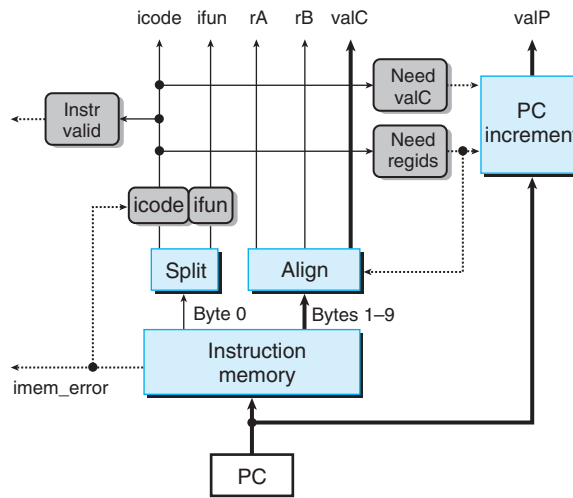 icode ifun rA rB valC valP
Need
valC
Instr
valid
PC
increment
Need
regids
icode ifun
Split
Align
Byte 0
Bytes 1–9
Instruction
memory
imem_error
PC